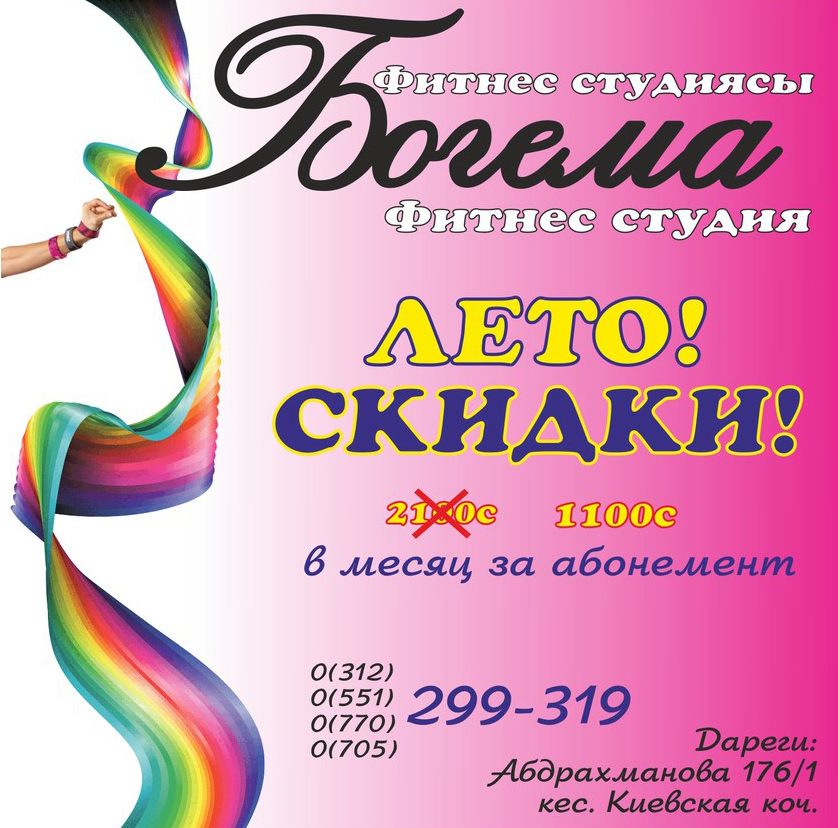 Фитнес студиясы
Богема
Фитнес студия
ЛЕТО!
СКИДКИ!
2100с 1100с
в месяц за абонемент
0(312)
0(551)
0(770)
0(705)
299-319
Дареги:
Абдрахманова 176/1
кес. Киевская коч.